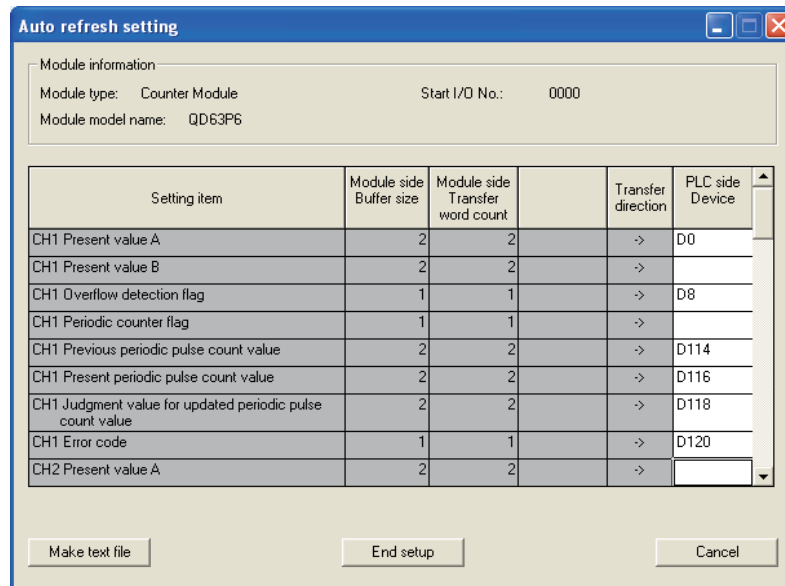 Auto refresh setting
Module information
Module type: Counter Module Start I/O No.: 0000
Module model name: QD63P6
Setting item Module side Buffer size Module side Transfer word count Transfer direction PLC side Device
CH1 Present value A 2 2 -> D0
CH1 Present value B 2 2 ->
CH1 Overflow detection flag 1 1 -> D8
CH1 Periodic counter flag 1 1 ->
CH1 Previous periodic pulse count value 2 2 -> D114
CH1 Present periodic pulse count value 2 2 -> D116
CH1 Judgment value for updated periodic pulse
count value 2 2 -> D118
CH1 Error code 1 1 -> D120
CH2 Present value A 2 2 ->
Make text file End setup Cancel